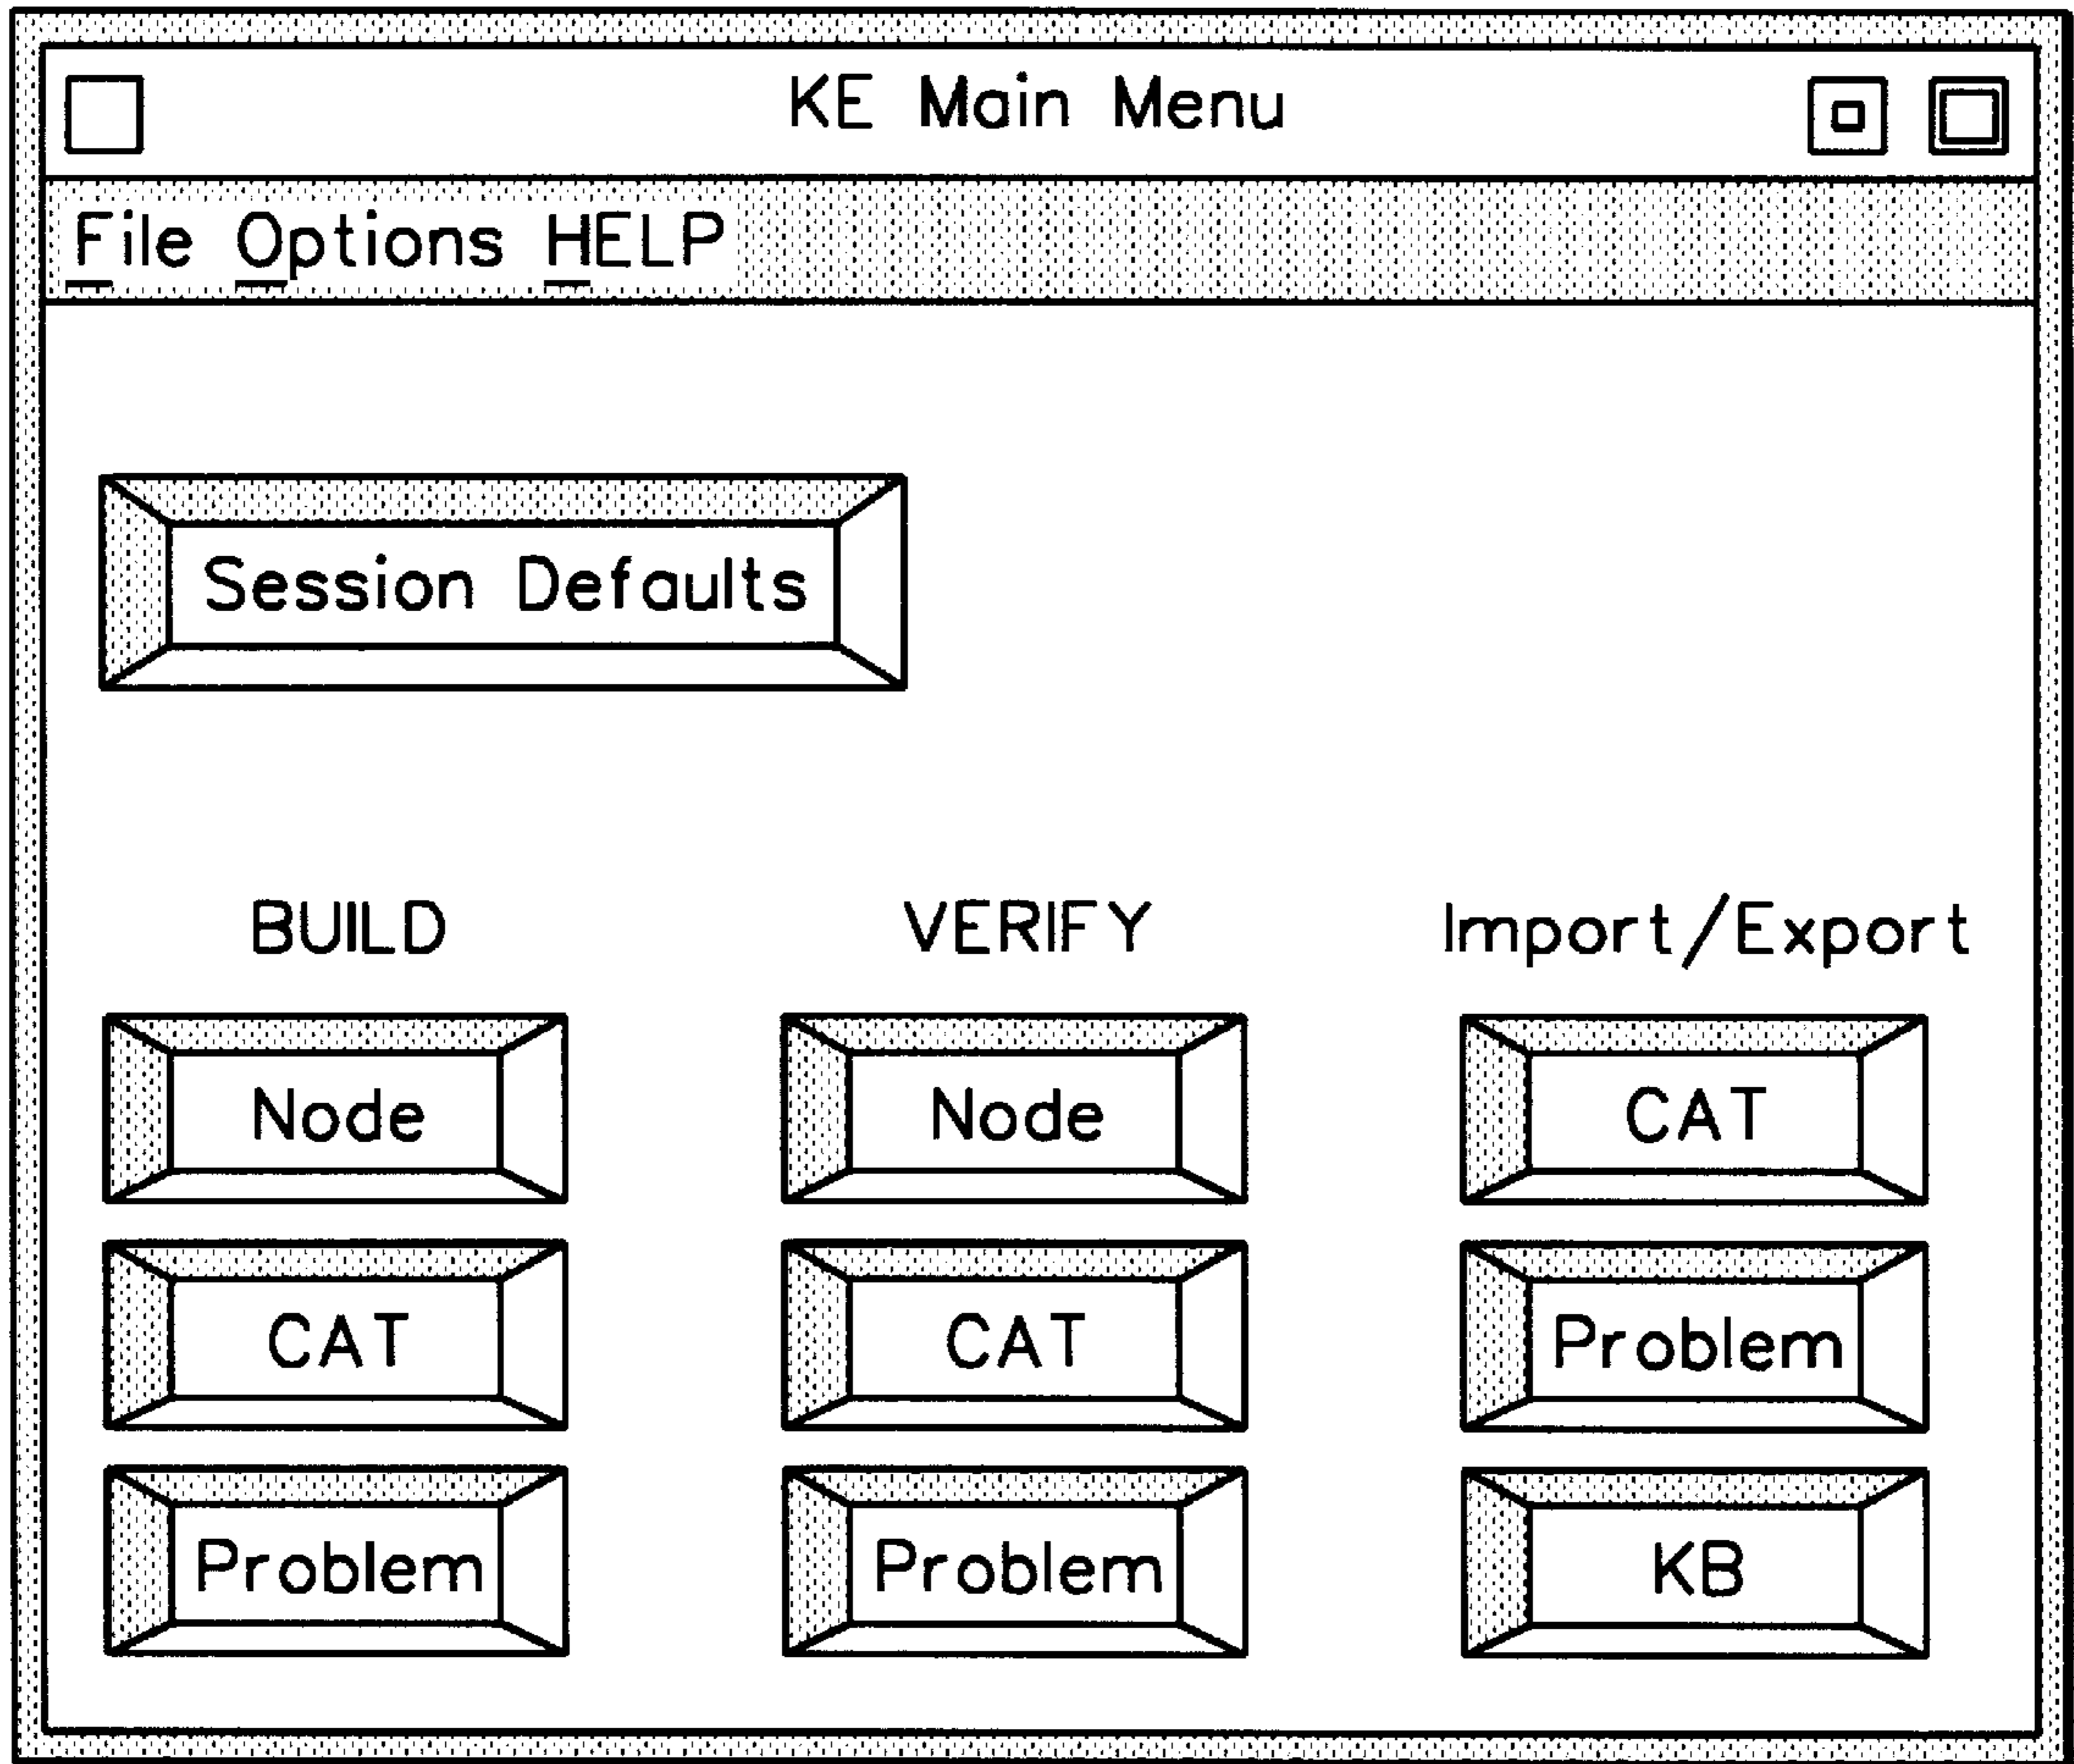 KE Main Menu
File Options HELP
Session Defaults
BUILD VERIFY Import/Export
Node Node CAT
CAT CAT Problem
Problem Problem KB